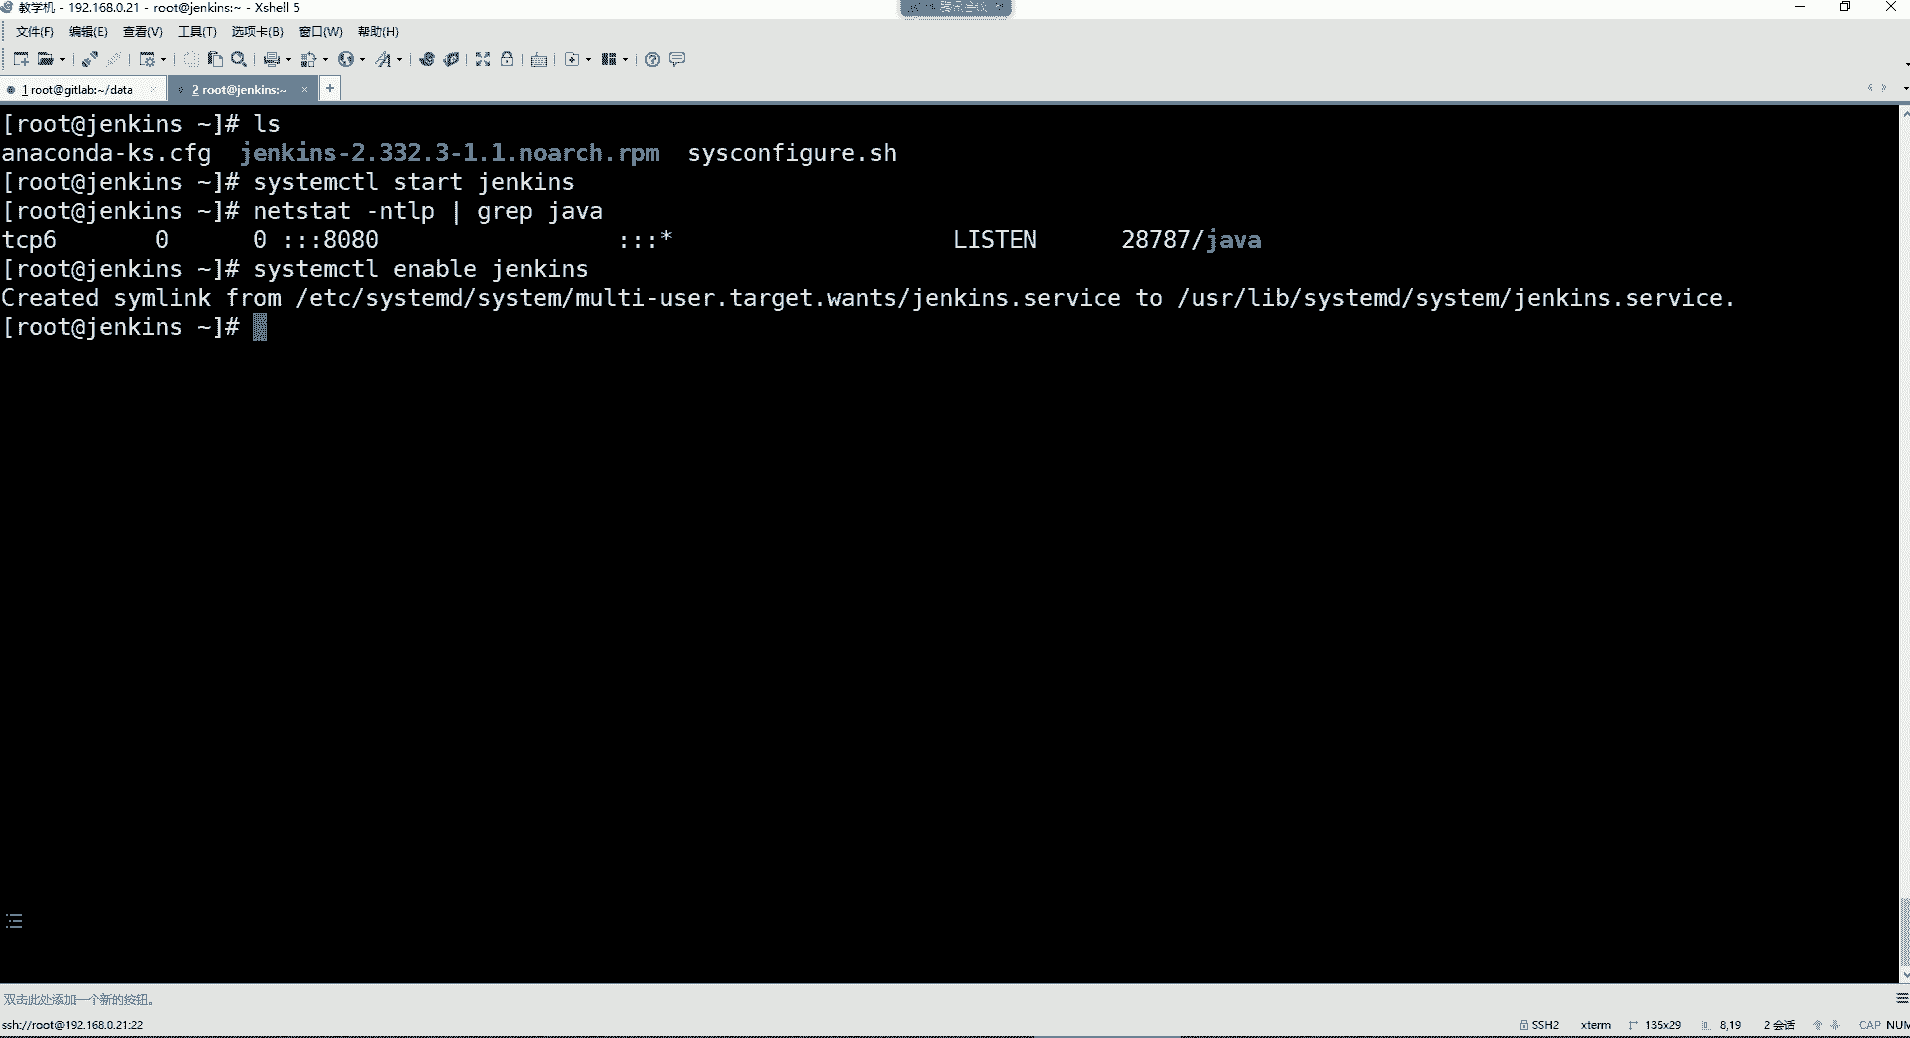 教学机 - 192.168.0.21 - root@jenkins:~ - Xshell 5
文件(F) 编辑(E) 查看(V) 工具(T) 选项卡(B) 窗口(W) 帮助(H)
1 root@gitlab:~/data × 2 root@jenkins:~ × +
[root@jenkins ~]# ls
anaconda-ks.cfg  jenkins-2.332.3-1.1.noarch.rpm  sysconfigure.sh
[root@jenkins ~]# systemctl start jenkins
[root@jenkins ~]# netstat -ntlp | grep java
tcp6       0      0 :::8080                 :::*                    LISTEN      28787/java
[root@jenkins ~]# systemctl enable jenkins
Created symlink from /etc/systemd/system/multi-user.target.wants/jenkins.service to /usr/lib/systemd/system/jenkins.service.
[root@jenkins ~]#
双击此处添加一个新的按钮。
ssh://root@192.168.0.21:22 SSH2 xterm 135x29 8,19 2 会话 CAP NUM